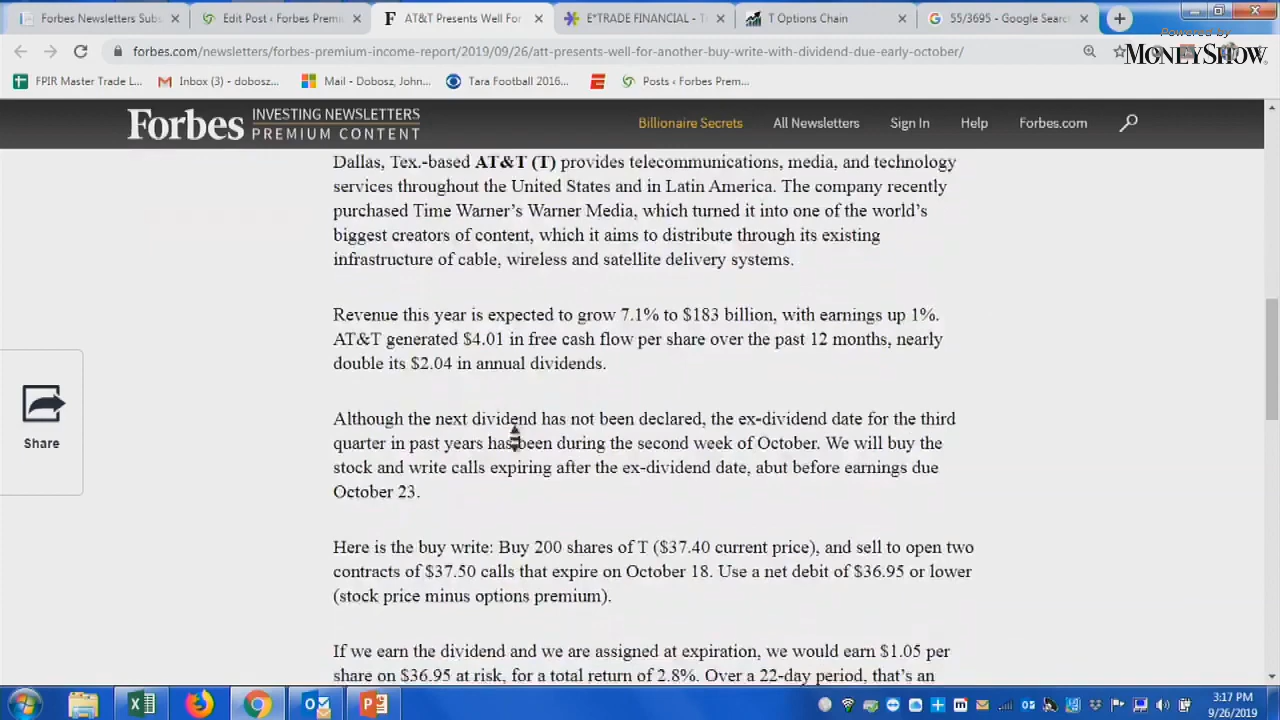 Forbes Newsletters Subs
Edit Post ‹ Forbes Premi
AT&T Presents Well For
E*TRADE FINANCIAL - T
T Options Chain
55/3695 - Google Searc
Powered by
MONEYSHOW
forbes.com/newsletters/forbes-premium-income-report/2019/09/26/att-presents-well-for-another-buy-write-with-dividend-due-early-october/
FPIR Master Trade L...
Inbox (3) - dobosz...
Mail - Dobosz, John...
Tara Football 2016...
Posts ‹ Forbes Prem...
Forbes
INVESTING NEWSLETTERS
PREMIUM CONTENT
Billionaire Secrets
All Newsletters
Sign In
Help
Forbes.com
Dallas, Tex.-based AT&T (T) provides telecommunications, media, and technology
services throughout the United States and in Latin America. The company recently
purchased Time Warner's Warner Media, which turned it into one of the world's
biggest creators of content, which it aims to distribute through its existing
infrastructure of cable, wireless and satellite delivery systems.
Revenue this year is expected to grow 7.1% to $183 billion, with earnings up 1%.
AT&T generated $4.01 in free cash flow per share over the past 12 months, nearly
double its $2.04 in annual dividends.
Share
Although the next dividend has not been declared, the ex-dividend date for the third
quarter in past years has been during the second week of October. We will buy the
stock and write calls expiring after the ex-dividend date, abut before earnings due
October 23.
Here is the buy write: Buy 200 shares of T ($37.40 current price), and sell to open two
contracts of $37.50 calls that expire on October 18. Use a net debit of $36.95 or lower
(stock price minus options premium).
If we earn the dividend and we are assigned at expiration, we would earn $1.05 per
share on $36.95 at risk, for a total return of 2.8%. Over a 22-day period, that's an
3:17 PM
9/26/2019